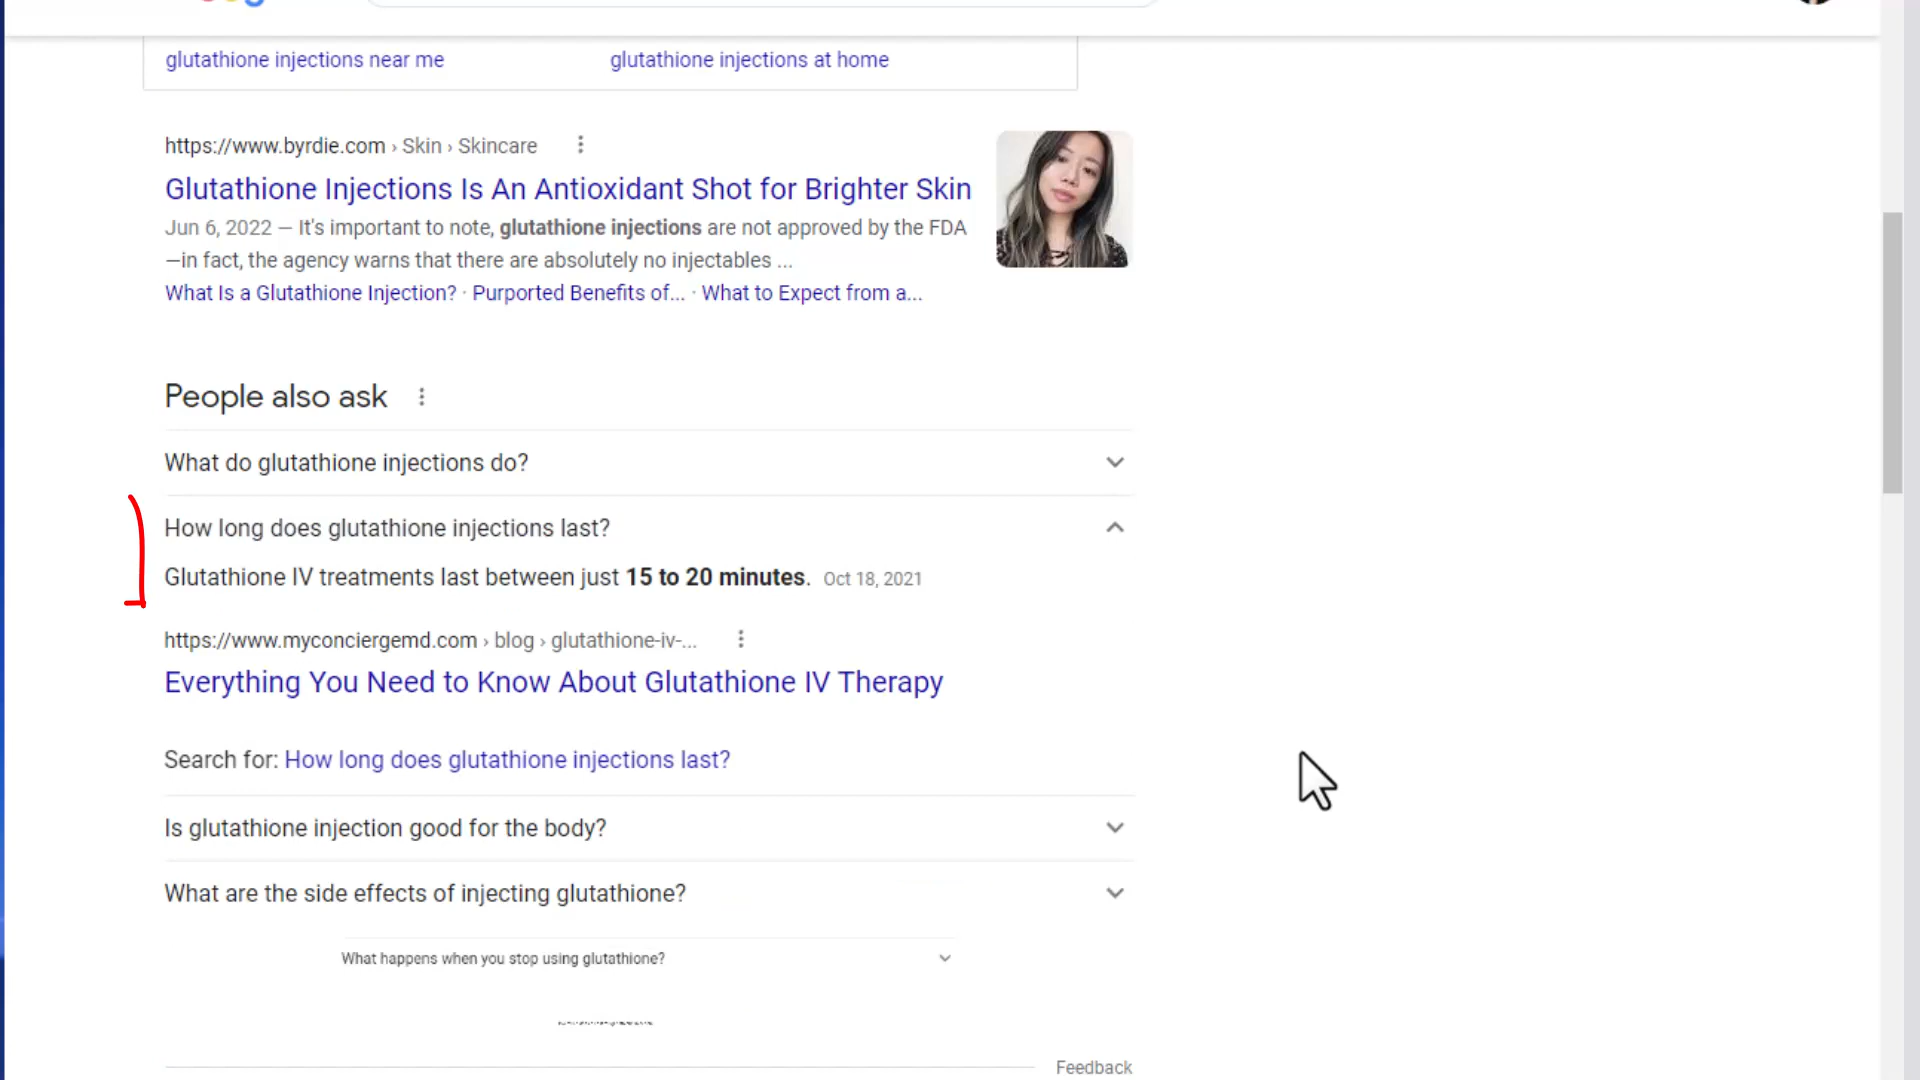 glutathione injections near me
glutathione injections at home
https://www.byrdie.com › Skin › Skincare
Glutathione Injections Is An Antioxidant Shot for Brighter Skin
Jun 6, 2022 — It's important to note, glutathione injections are not approved by the FDA
—in fact, the agency warns that there are absolutely no injectables ...
What Is a Glutathione Injection? · Purported Benefits of... · What to Expect from a...
People also ask
What do glutathione injections do?
How long does glutathione injections last?
Glutathione IV treatments last between just 15 to 20 minutes. Oct 18, 2021
https://www.myconciergemd.com › blog › glutathione-iv-...
Everything You Need to Know About Glutathione IV Therapy
Search for: How long does glutathione injections last?
Is glutathione injection good for the body?
What are the side effects of injecting glutathione?
What happens when you stop using glutathione?
Feedback